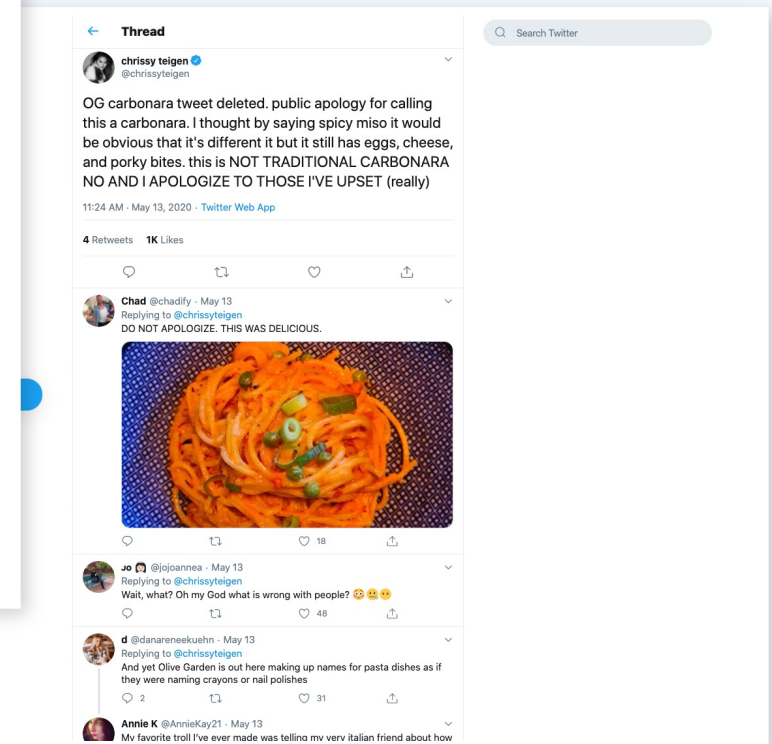 Thread
Search Twitter
chrissy teigen
@chrissyteigen
OG carbonara tweet deleted. public apology for calling
this a carbonara. I thought by saying spicy miso it would
be obvious that it's different it but it still has eggs, cheese,
and porky bites. this is NOT TRADITIONAL CARBONARA
NO AND I APOLOGIZE TO THOSE I'VE UPSET (really)
11:24 AM · May 13, 2020 · Twitter Web App
4 Retweets 1K Likes
Chad @chadify · May 13
Replying to @chrissyteigen
DO NOT APOLOGIZE. THIS WAS DELICIOUS.
18
Jo @jojoannea · May 13
Replying to @chrissyteigen
Wait, what? Oh my God what is wrong with people?
48
d @danareneekuehn · May 13
Replying to @chrissyteigen
And yet Olive Garden is out here making up names for pasta dishes as if
they were naming crayons or nail polishes
2 31
Annie K @AnnieKay21 · May 13
My favorite troll I've ever made was telling my very italian friend about how